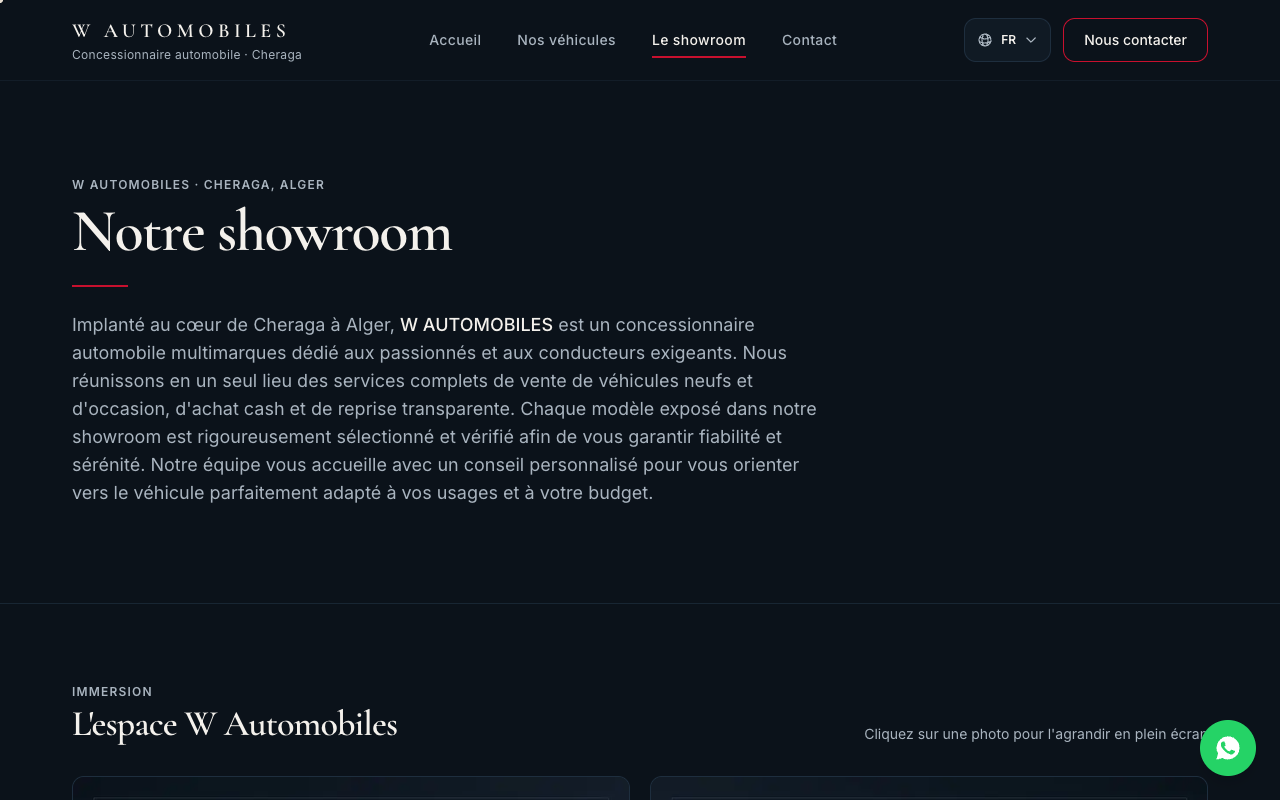 W AUTOMOBILES
Concessionnaire automobile · Cheraga
Accueil
Nos véhicules
Le showroom
Contact
FR
Nous contacter
W AUTOMOBILES · CHERAGA, ALGER
Notre showroom
Implanté au cœur de Cheraga à Alger, W AUTOMOBILES est un concessionnaire
automobile multimarques dédié aux passionnés et aux conducteurs exigeants. Nous
réunissons en un seul lieu des services complets de vente de véhicules neufs et
d'occasion, d'achat cash et de reprise transparente. Chaque modèle exposé dans notre
showroom est rigoureusement sélectionné et vérifié afin de vous garantir fiabilité et
sérénité. Notre équipe vous accueille avec un conseil personnalisé pour vous orienter
vers le véhicule parfaitement adapté à vos usages et à votre budget.
IMMERSION
L'espace W Automobiles
Cliquez sur une photo pour l'agrandir en plein écran